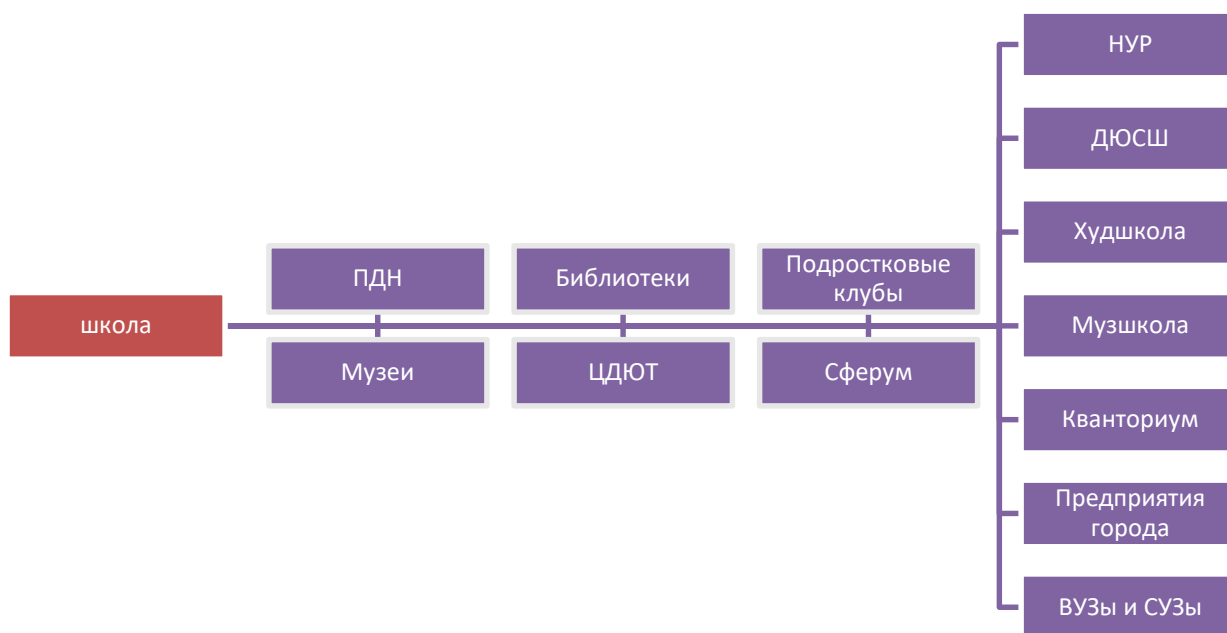 школа
ПДН
Музеи
Библиотеки
ЦДЮТ
Подростковые
клубы
Сферум
НУР
ДЮСШ
Худшкола
Музшкола
Кванториум
Предприятия
города
ВУЗы и СУЗы